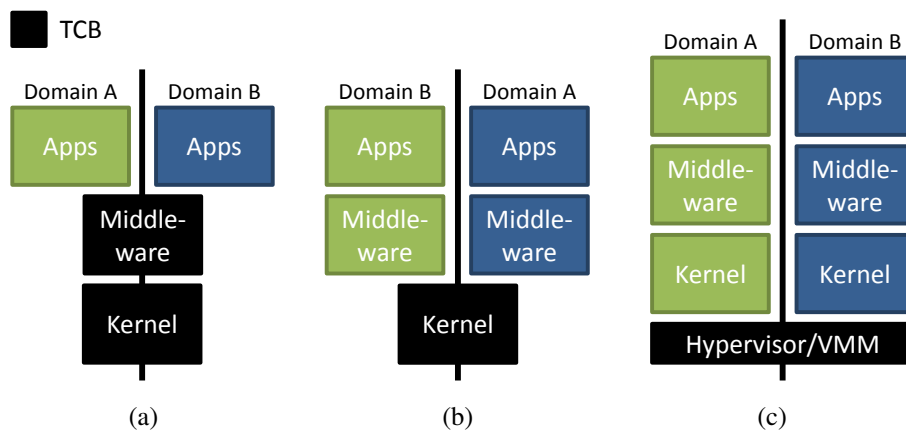 TCB
Domain A
Domain B
Apps
Apps
Middle-
ware
Kernel
(a)
Domain B
Domain A
Apps
Apps
Middle-
ware
Middle-
ware
Kernel
(b)
Domain A
Domain B
Apps
Apps
Middle-
ware
Middle-
ware
Kernel
Kernel
Hypervisor/VMM
(c)